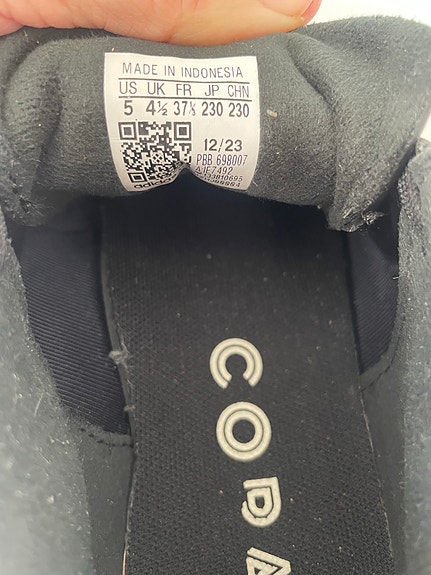 MADE IN INDONESIA
US UK FR JP CHN
5 4½ 37⅓ 230 230
12/23
PBB 698007
COPA